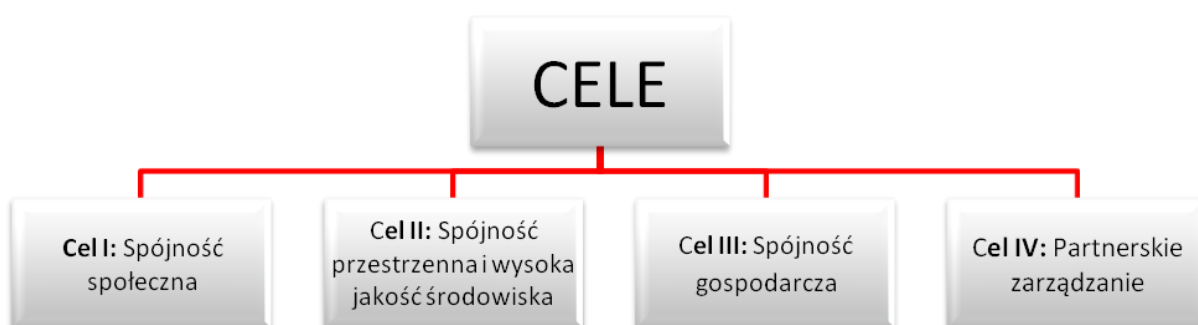 CELE
Cel I: Spójność
społeczna
Cel II: Spójność
przestrzenna i wysoka
jakość środowiska
Cel III: Spójność
gospodarcza
Cel IV: Partnerskie
zarządzanie